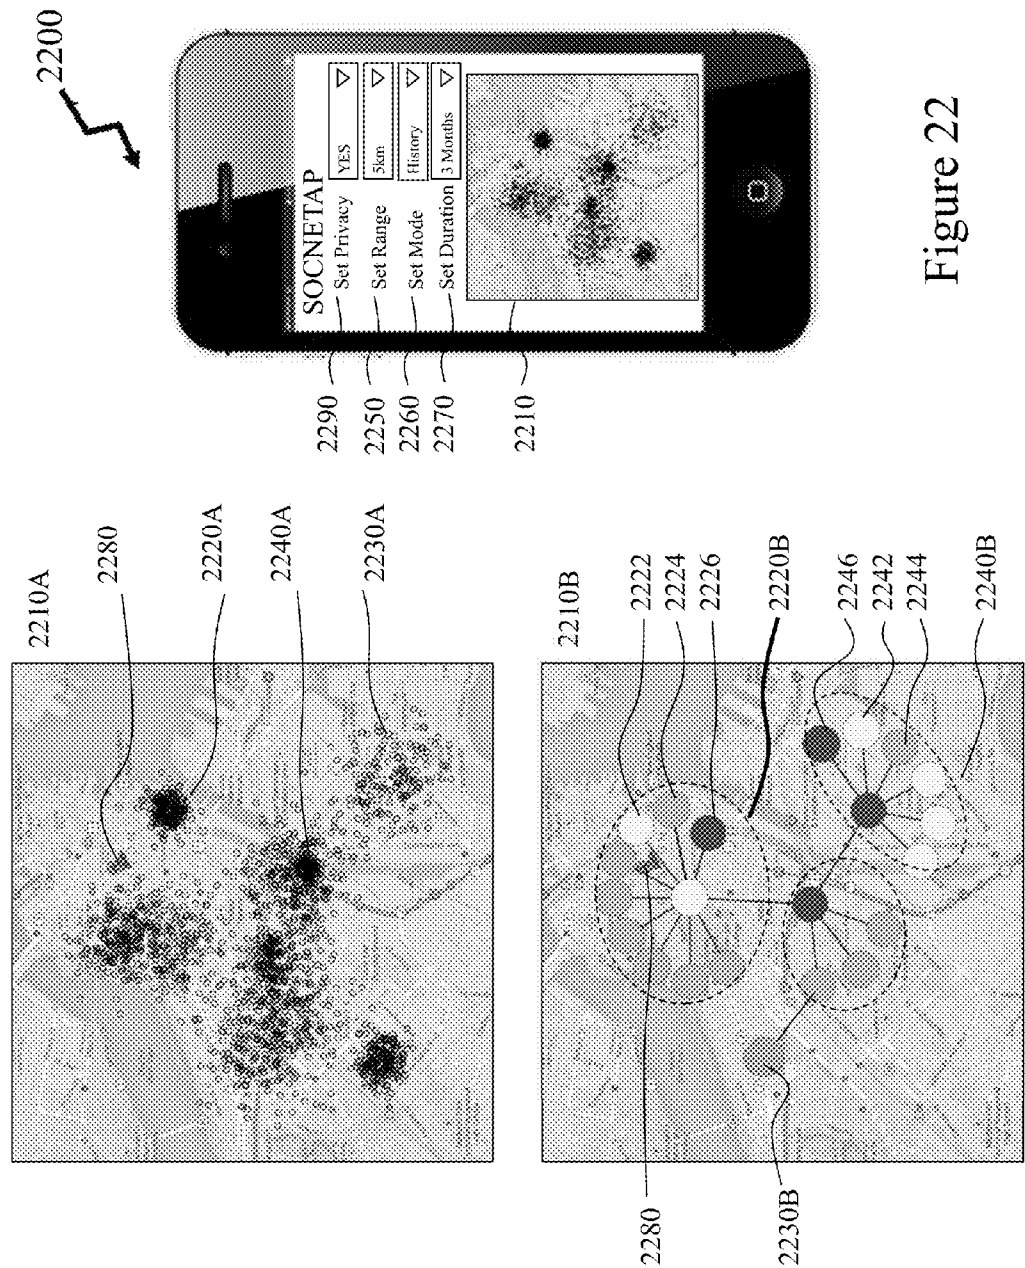 2200
SOCNETAP
Set Privacy YES
Set Range 5km
Set Mode History
Set Duration 3 Months
2290
2250
2260
2270
2210
2210A
2280
2220A
2240A
2230A
2210B
2222
2224
2226
2220B
2246
2242
2244
2240B
2280
2230B
Figure 22